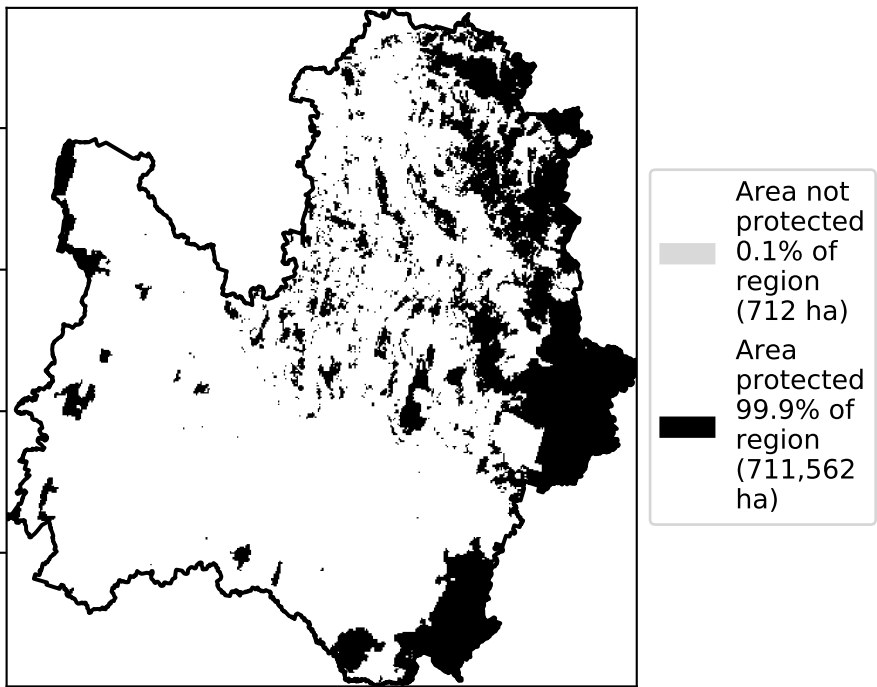 Area not
protected
0.1% of
region
(712 ha)
Area
protected
99.9% of
region
(711,562
ha)